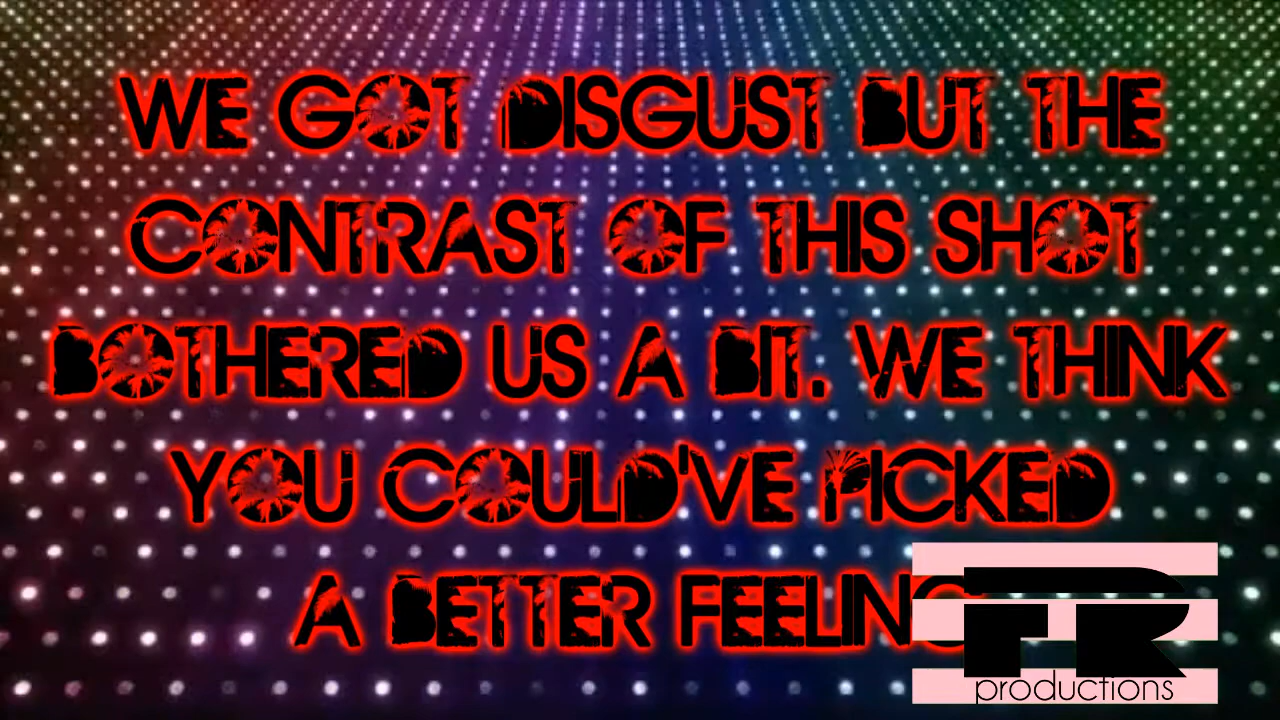 WE GOT DISGUST BUT THE
CONTRAST OF THIS SHOT
BOTHERED US A BIT. WE THINK
YOU COULD'VE PICKED
A BETTER FEELING
FR
productions